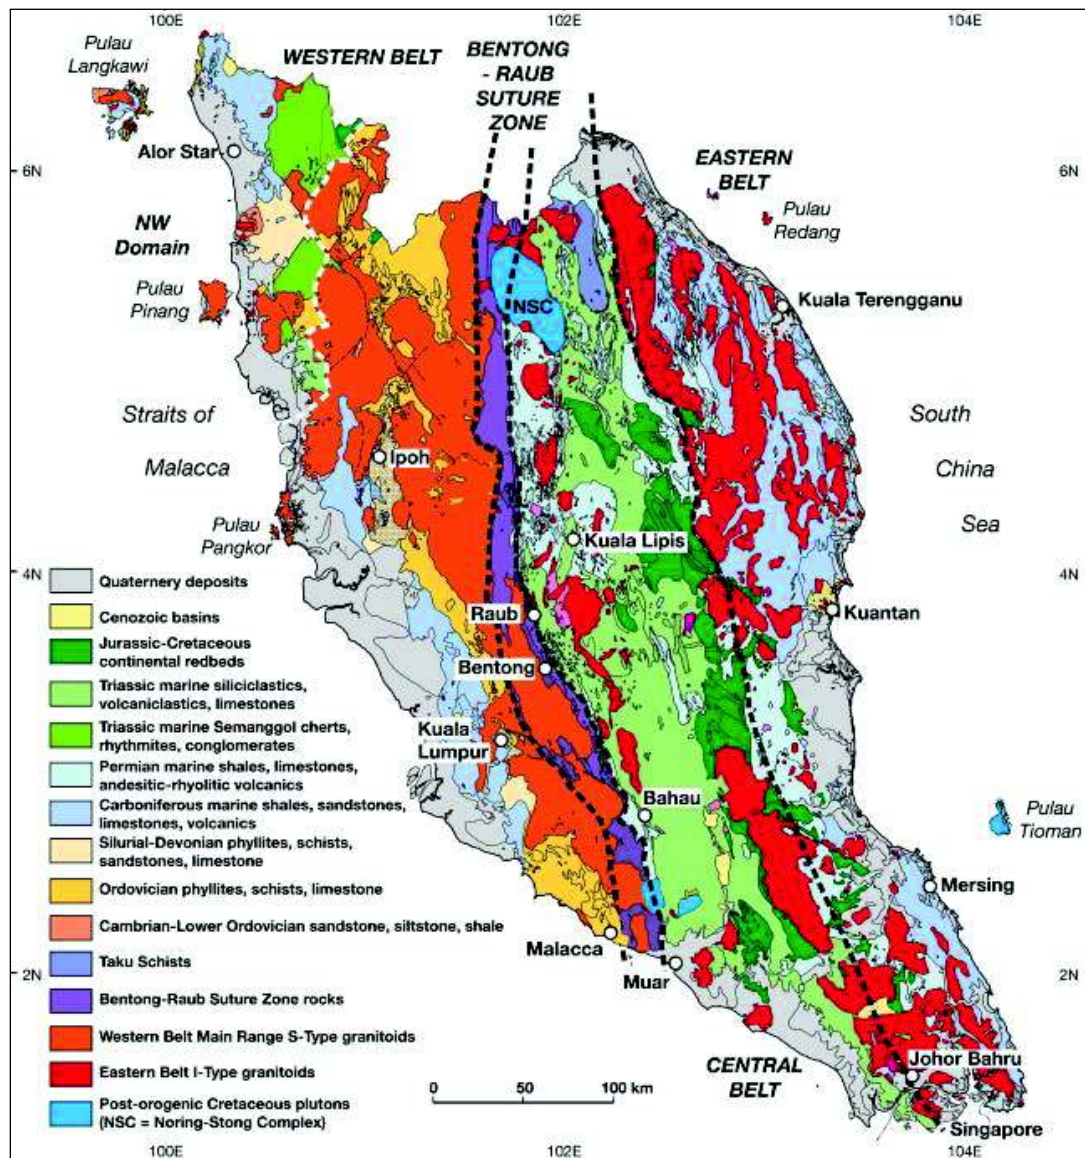 100E
102E
104E
Pulau
Langkawi
WESTERN BELT
BENTONG
- RAUB
SUTURE
ZONE
Alor Star
6N
EASTERN
BELT
6N
Pulau
Redang
NW
Domain
Pulau
Pinang
NSC
Kuala Terengganu
Straits of
Malacca
South
China
Sea
Ipoh
Pulau
Pangkor
Kuala Lipis
4N
4N
Raub
Kuantan
Bentong
Kuala
Lumpur
Bahau
Pulau
Tioman
Mersing
Malacca
Muar
2N
2N
CENTRAL
BELT
Johor Bahru
Singapore
Quaternery deposits
Cenozoic basins
Jurassic-Cretaceous
continental redbeds
Triassic marine siliciclastics,
volcaniclastics, limestones
Triassic marine Semanggol cherts,
rhythmites, conglomerates
Permian marine shales, limestones,
andesitic-rhyolitic volcanics
Carboniferous marine shales, sandstones,
limestones, volcanics
Silurial-Devonian phyllites, schists,
sandstones, limestone
Ordovician phyllites, schists, limestone
Cambrian-Lower Ordovician sandstone, siltstone, shale
Taku Schists
Bentong-Raub Suture Zone rocks
Western Belt Main Range S-Type granitoids
Eastern Belt I-Type granitoids
Post-orogenic Cretaceous plutons
(NSC = Noring-Stong Complex)
0 50 100 km
100E
102E
104E